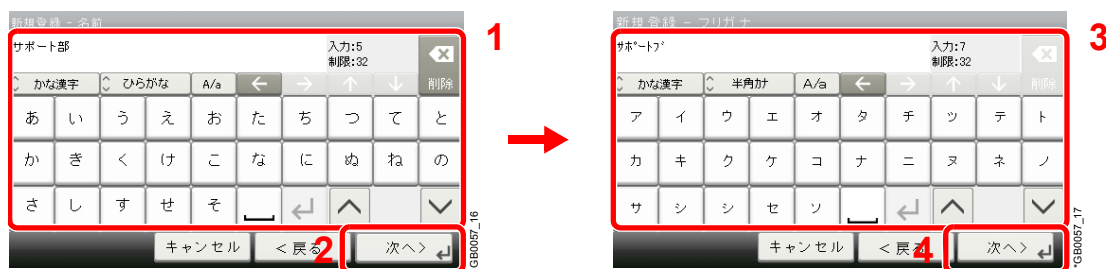 新規登録 - 名前
サポート部
入力:5
制限:32
かな漢字 ひらがな A/a ← → ↑ ↓ 削除
あ い う え お た ち つ て と
か き く け こ な に ぬ ね の
さ し す せ そ
キャンセル < 戻る 次へ >
1
2
GB0057_16
新規登録 - フリガナ
ｻﾎﾟｰﾄﾌﾞ
入力:7
制限:32
かな漢字 半角ｶﾅ A/a ← → ↑ ↓ 削除
ア イ ウ エ オ タ チ ツ テ ト
カ キ ク ケ コ ナ ニ ヌ ネ ノ
サ シ シ セ ソ
キャンセル < 戻 次へ >
3
4
*GB0057_17